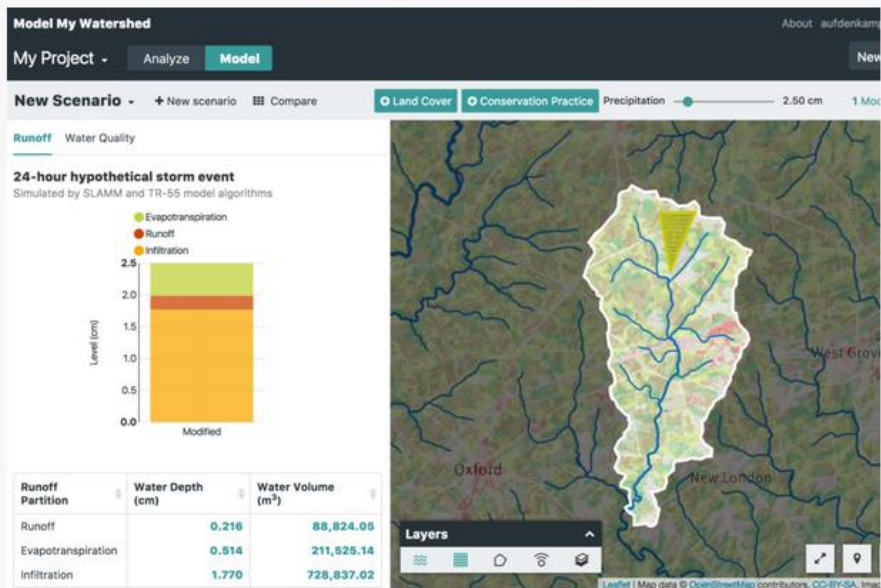 Model My Watershed
About aufdenkamp
My Project
Analyze
Model
New
New Scenario
+ New scenario
Compare
Land Cover
Conservation Practice
Precipitation
2.50 cm
1 Mod
Runoff
Water Quality
24-hour hypothetical storm event
Simulated by SLAMM and TR-55 model algorithms
Evapotranspiration
Runoff
Infiltration
2.5
2.0
1.5
1.0
0.5
0.0
Level (cm)
Modified
Runoff Partition
Water Depth (cm)
Water Volume (m³)
Runoff 0.216 88,824.05
Evapotranspiration 0.514 211,525.14
Infiltration 1.770 728,837.02
West Grov
Oxford
New London
Layers
Leaflet | Map data © OpenStreetMap contributors, CC-BY-SA, Imag